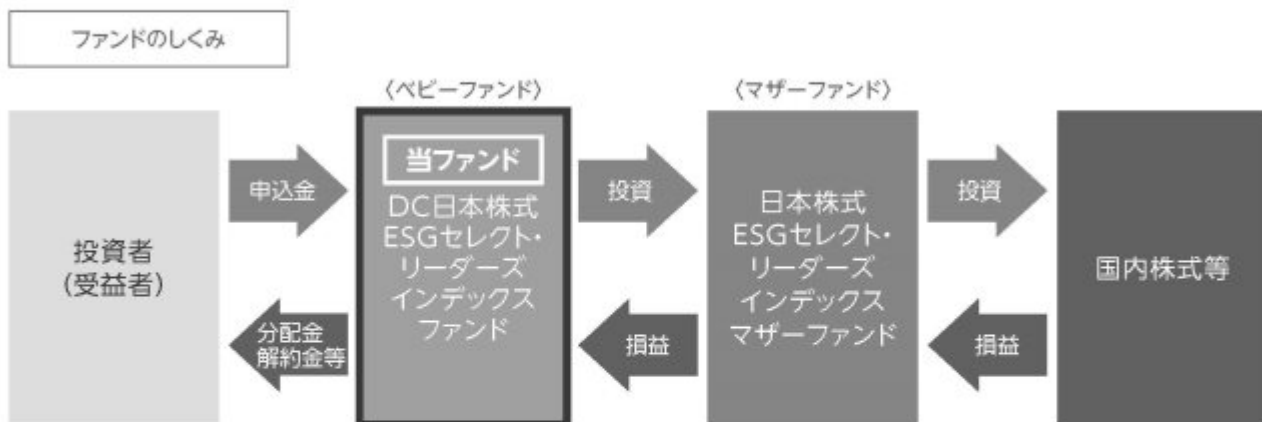 ファンドのしくみ
〈ベビーファンド〉
〈マザーファンド〉
投資者
(受益者)
申込金
分配金
解約金等
当ファンド
DC日本株式
ESGセレクト・
リーダーズ
インデックス
ファンド
投資
損益
日本株式
ESGセレクト・
リーダーズ
インデックス
マザーファンド
投資
損益
国内株式等